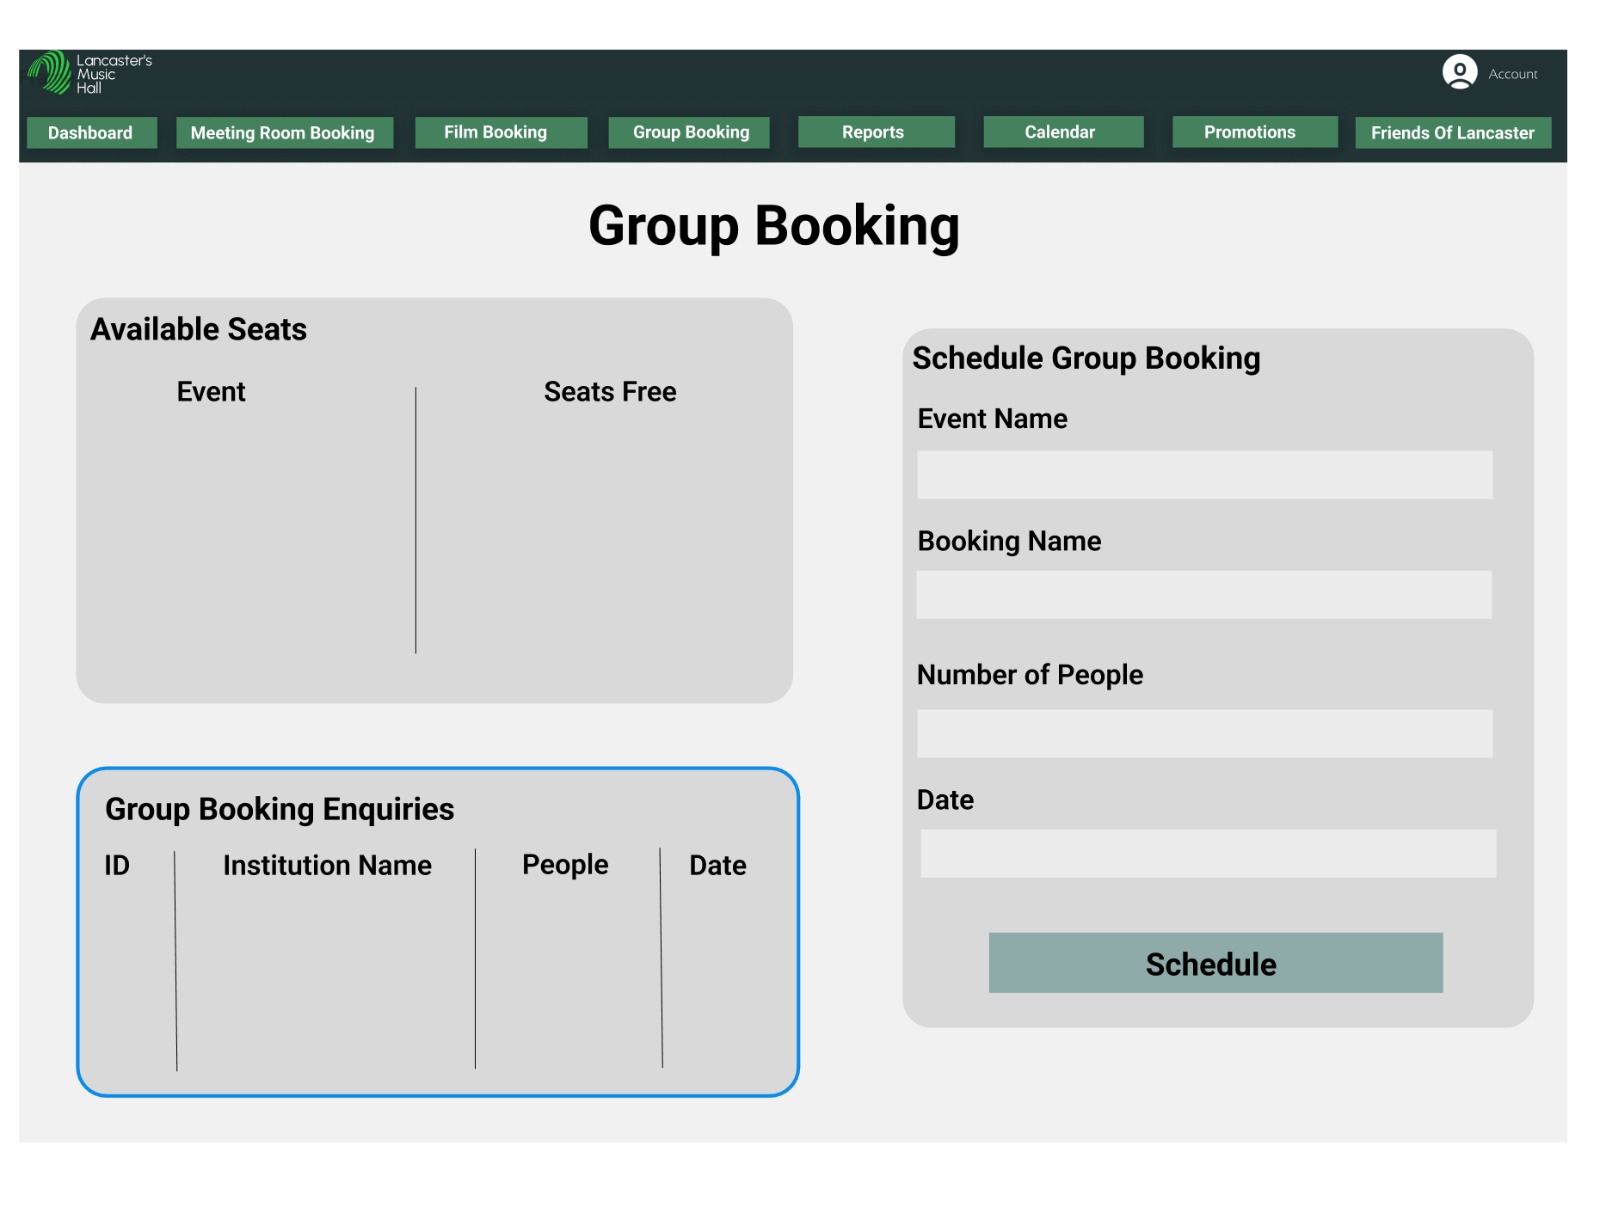 Lancaster's
Music
Hall
Account
Dashboard
Meeting Room Booking
Film Booking
Group Booking
Reports
Calendar
Promotions
Friends Of Lancaster
Group Booking
Available Seats
Event
Seats Free
Group Booking Enquiries
ID
Institution Name
People
Date
Schedule Group Booking
Event Name
Booking Name
Number of People
Date
Schedule